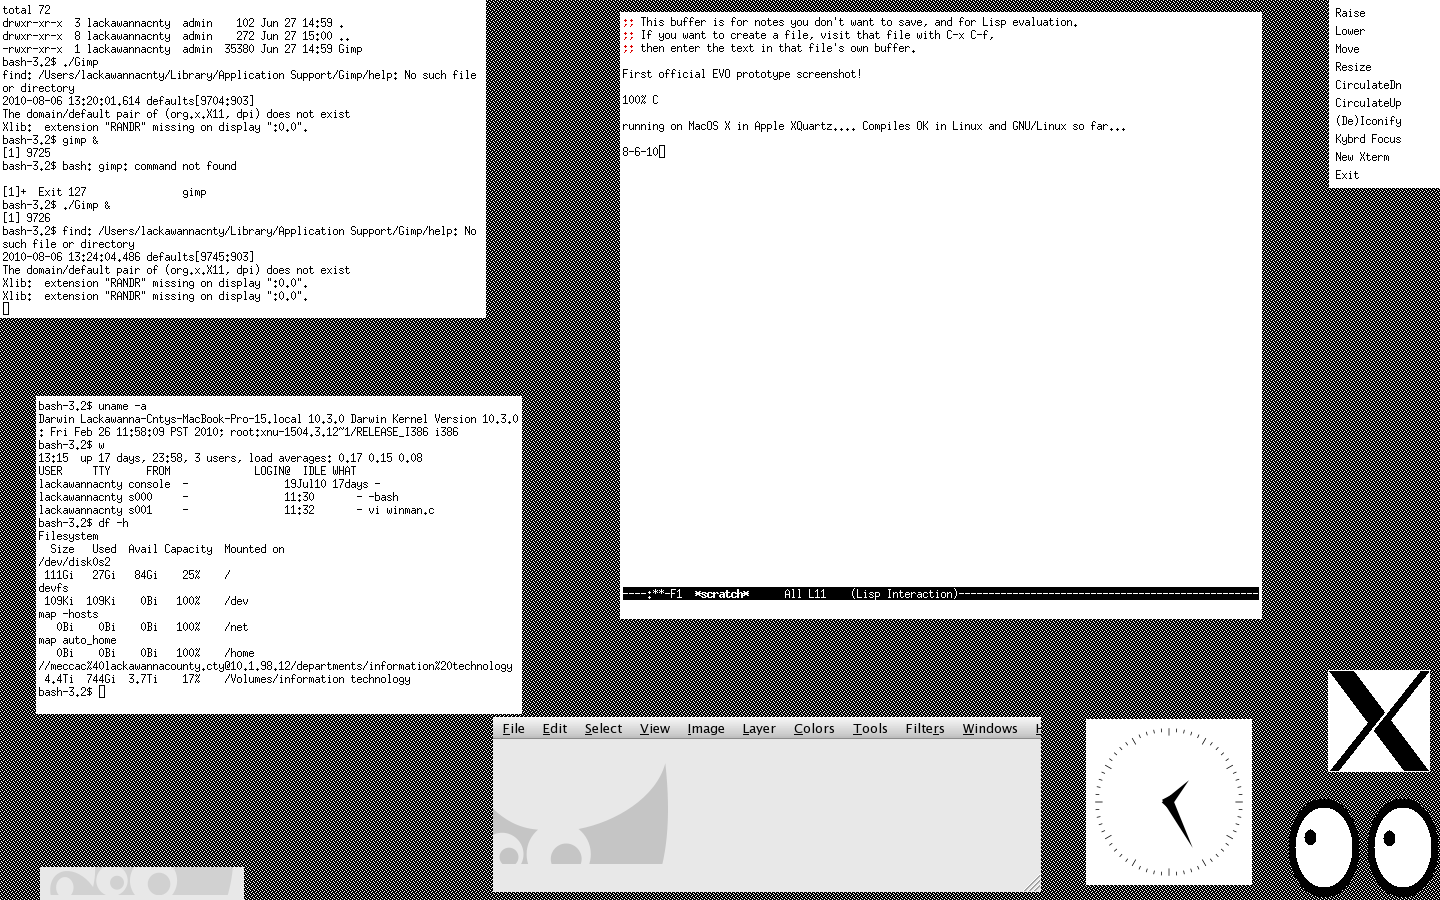 total 72
drwxr-xr-x  3 lackawannacnty  admin    102 Jun 27 14:59 .
drwxr-xr-x  8 lackawannacnty  admin    272 Jun 27 15:00 ..
-rwxr-xr-x  1 lackawannacnty  admin  35380 Jun 27 14:59 Gimp
bash-3.2$ ./Gimp
find: /Users/lackawannacnty/Library/Application Support/Gimp/help: No such file
or directory
2010-08-06 13:20:01.614 defaults[9704:903]
The domain/default pair of (org.x.X11, dpi) does not exist
Xlib:  extension "RANDR" missing on display ":0.0".
bash-3.2$ gimp &
[1] 9725
bash-3.2$ bash: gimp: command not found
[1]+  Exit 127                gimp
bash-3.2$ ./Gimp &
[1] 9726
bash-3.2$ find: /Users/lackawannacnty/Library/Application Support/Gimp/help: No
such file or directory
2010-08-06 13:24:04.486 defaults[9745:903]
The domain/default pair of (org.x.X11, dpi) does not exist
Xlib:  extension "RANDR" missing on display ":0.0".
Xlib:  extension "RANDR" missing on display ":0.0".
;; This buffer is for notes you don't want to save, and for Lisp evaluation.
;; If you want to create a file, visit that file with C-x C-f,
;; then enter the text in that file's own buffer.
First official EVO prototype screenshot!
100% C
running on MacOS X in Apple XQuartz.... Compiles OK in Linux and GNU/Linux so far...
8-6-10
----:**-F1  *scratch*      All L11    (Lisp Interaction)--------------------------------------------------
Raise
Lower
Move
Resize
CirculateDn
CirculateUp
(De)Iconify
Kybrd Focus
New Xterm
Exit
bash-3.2$ uname -a
Darwin Lackawanna-Cntys-MacBook-Pro-15.local 10.3.0 Darwin Kernel Version 10.3.0
: Fri Feb 26 11:58:09 PST 2010; root:xnu-1504.3.12~1/RELEASE_I386 i386
bash-3.2$ w
13:15  up 17 days, 23:58, 3 users, load averages: 0.17 0.15 0.08
USER     TTY      FROM              LOGIN@  IDLE WHAT
lackawannacnty console  -                19Jul10 17days -
lackawannacnty s000     -                11:30       - -bash
lackawannacnty s001     -                11:32       - vi winman.c
bash-3.2$ df -h
Filesystem
  Size   Used  Avail Capacity  Mounted on
/dev/disk0s2
 111Gi   27Gi   84Gi    25%    /
devfs
 109Ki  109Ki    0Bi   100%    /dev
map -hosts
   0Bi    0Bi    0Bi   100%    /net
map auto_home
   0Bi    0Bi    0Bi   100%    /home
//meccac%40lackawannacounty.cty@10.1.98.12/departments/information%20technology
 4.4Ti  744Gi  3.7Ti    17%    /Volumes/information technology
bash-3.2$
File Edit Select View Image Layer Colors Tools Filters Windows